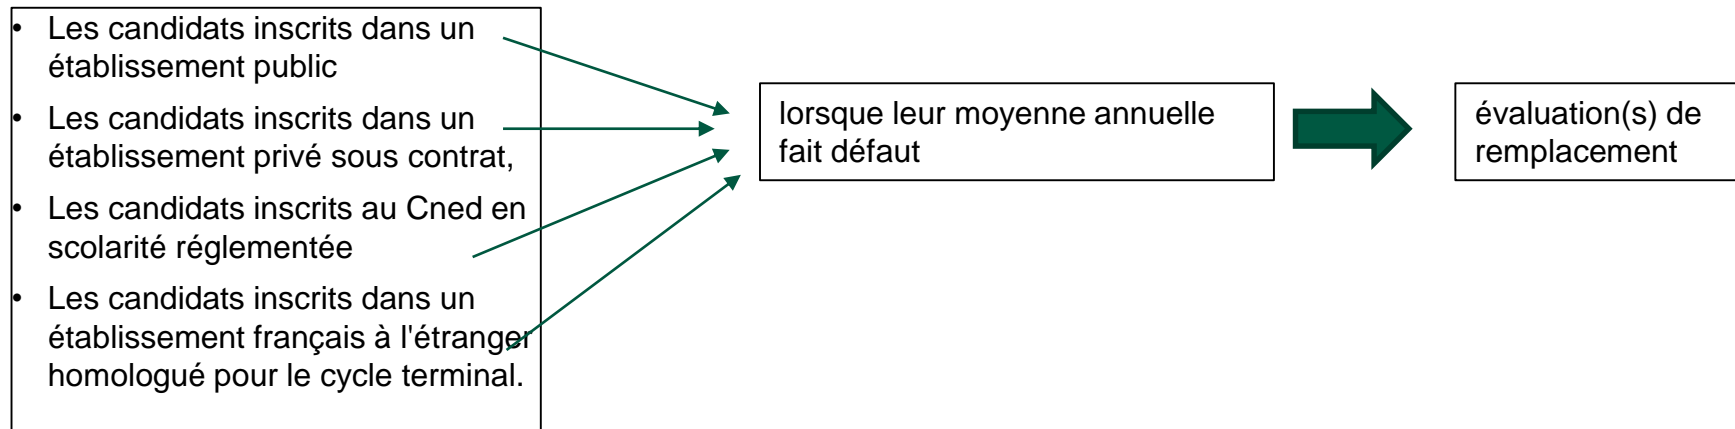 • Les candidats inscrits dans un
établissement public
• Les candidats inscrits dans un
établissement privé sous contrat,
• Les candidats inscrits au Cned en
scolarité réglementée
• Les candidats inscrits dans un
établissement français à l'étranger
homologué pour le cycle terminal.
lorsque leur moyenne annuelle
fait défaut
évaluation(s) de
remplacement